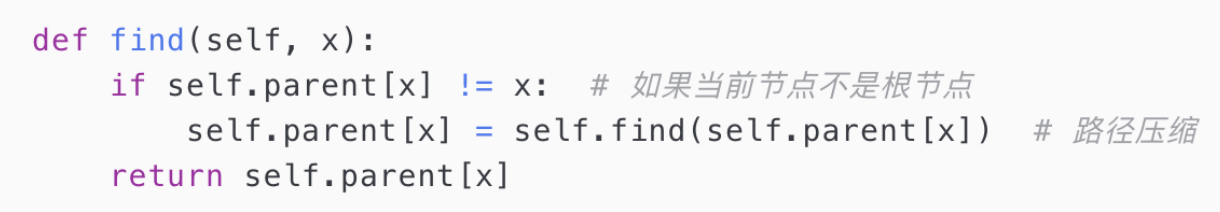 def find(self, x):
    if self.parent[x] != x:  # 如果当前节点不是根节点
        self.parent[x] = self.find(self.parent[x])  # 路径压缩
    return self.parent[x]